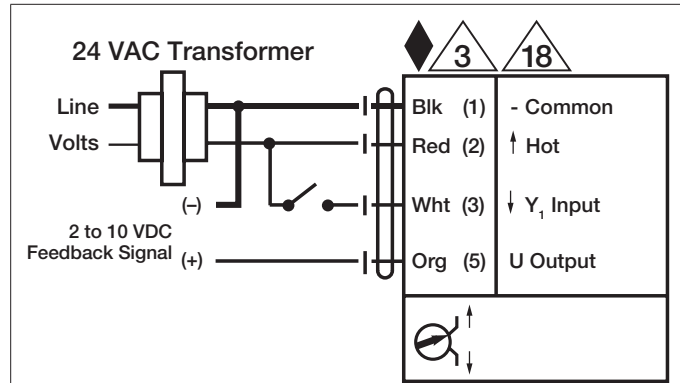 24 VAC Transformer
3 18
Line
Volts
Blk (1) - Common
Red (2) ↑ Hot
(–) Wht (3) ↓ Y₁ Input
2 to 10 VDC
Feedback Signal (+) Org (5) U Output